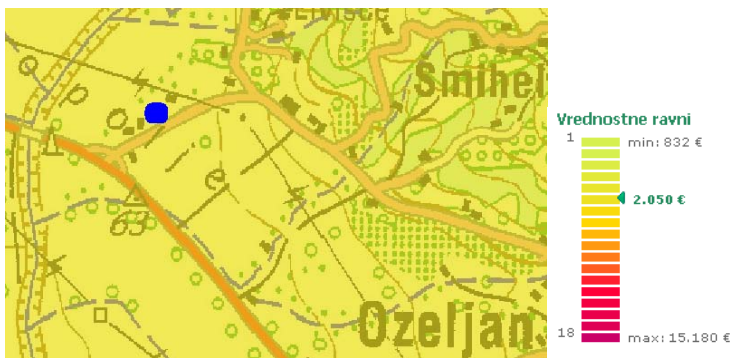 Šmihel
63
Ozeljan
Vrednostne ravni
1
min: 832 €
2.050 €
18
max: 15.180 €